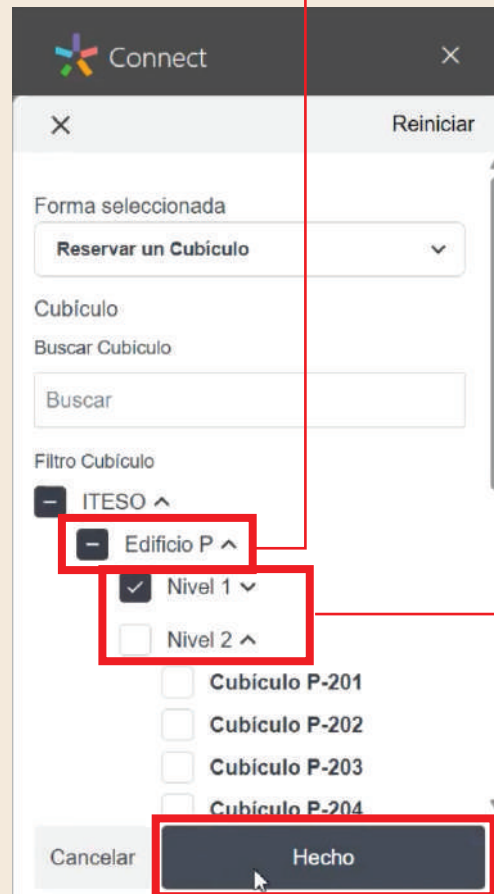 Connect
Reiniciar
Forma seleccionada
Reservar un Cubículo
Cubículo
Buscar Cubículo
Buscar
Filtro Cubículo
ITESO
Edificio P
Nivel 1
Nivel 2
Cubículo P-201
Cubículo P-202
Cubículo P-203
Cubículo P-204
Cancelar
Hecho